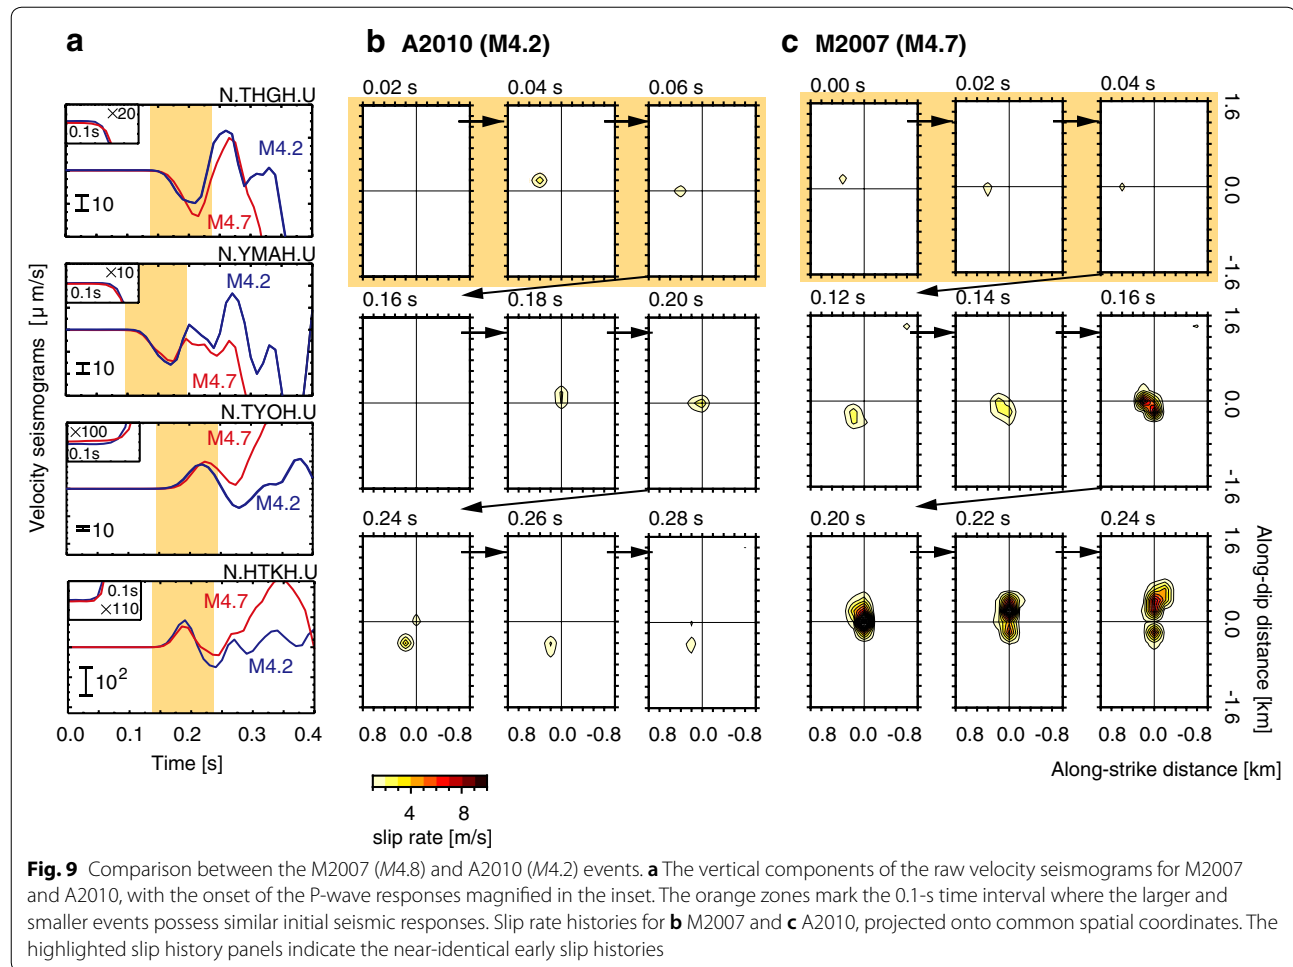 a
b A2010 (M4.2)
c M2007 (M4.7)
N.THGH.U
×20
0.1s
M4.2
M4.7
10
N.YMAH.U
×10
0.1s
M4.2
M4.7
10
N.TYOH.U
×100
0.1s
M4.7
M4.2
10
N.HTKH.U
0.1s
×110
M4.7
M4.2
10²
Velocity seismograms [µ m/s]
0.0 0.1 0.2 0.3 0.4
Time [s]
0.02 s 0.04 s 0.06 s
0.16 s 0.18 s 0.20 s
0.24 s 0.26 s 0.28 s
0.8 0.0 -0.8 0.8 0.0 -0.8 0.8 0.0 -0.8
4 8
slip rate [m/s]
0.00 s 0.02 s 0.04 s
1.6 0.0 -1.6
0.12 s 0.14 s 0.16 s
1.6 0.0 -1.6
0.20 s 0.22 s 0.24 s
1.6 0.0 -1.6
Along-dip distance [km]
0.8 0.0 -0.8 0.8 0.0 -0.8 0.8 0.0 -0.8
Along-strike distance [km]
Fig. 9 Comparison between the M2007 (M4.8) and A2010 (M4.2) events. a The vertical components of the raw velocity seismograms for M2007
and A2010, with the onset of the P-wave responses magnified in the inset. The orange zones mark the 0.1-s time interval where the larger and
smaller events possess similar initial seismic responses. Slip rate histories for b M2007 and c A2010, projected onto common spatial coordinates. The
highlighted slip history panels indicate the near-identical early slip histories